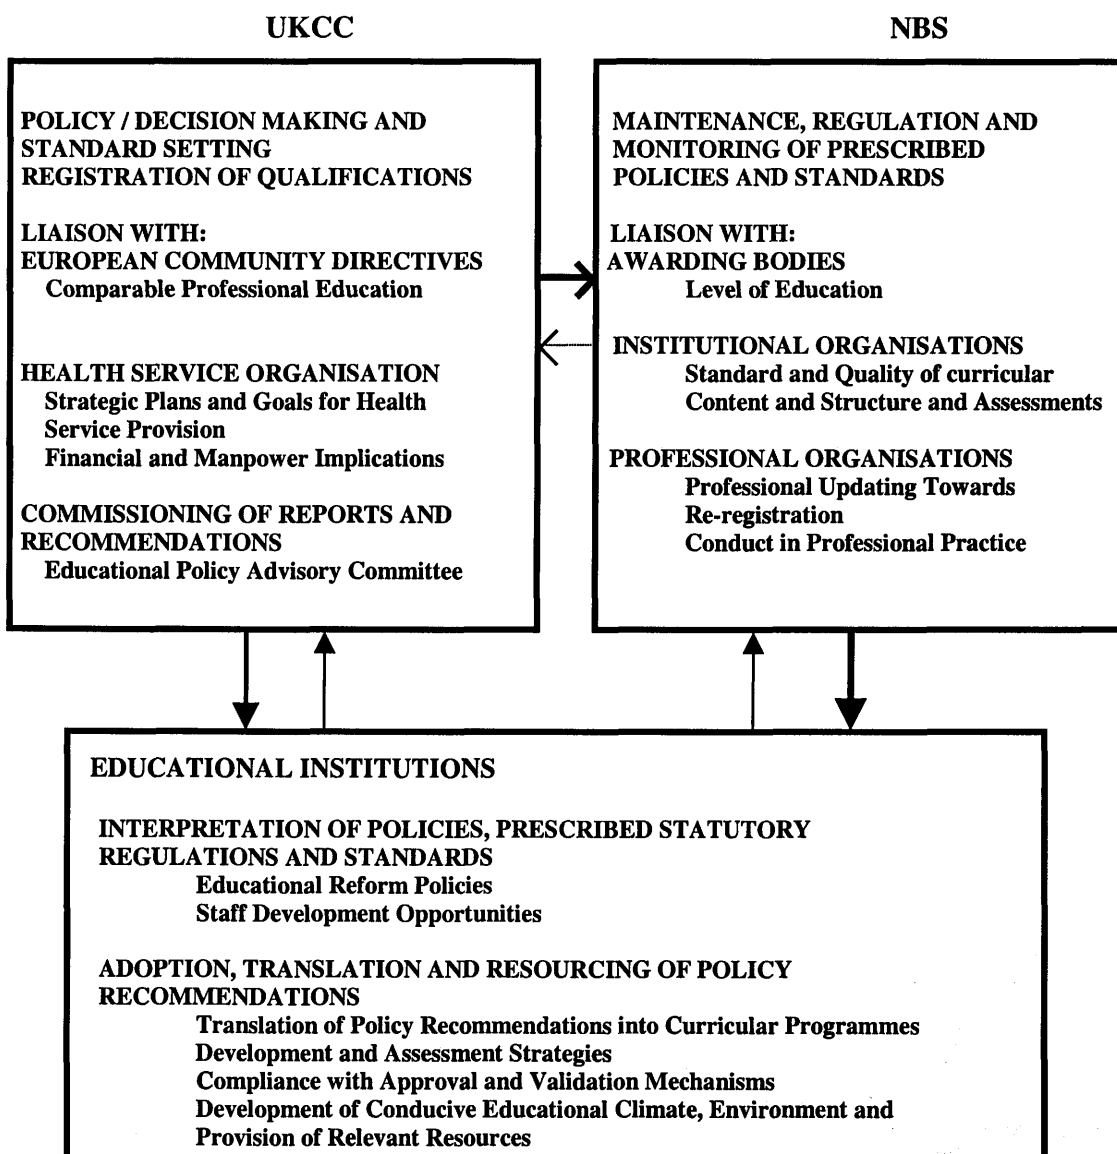 UKCC
POLICY / DECISION MAKING AND
STANDARD SETTING
REGISTRATION OF QUALIFICATIONS
LIAISON WITH:
EUROPEAN COMMUNITY DIRECTIVES
Comparable Professional Education
HEALTH SERVICE ORGANISATION
Strategic Plans and Goals for Health
Service Provision
Financial and Manpower Implications
COMMISSIONING OF REPORTS AND
RECOMMENDATIONS
Educational Policy Advisory Committee
NBS
MAINTENANCE, REGULATION AND
MONITORING OF PRESCRIBED
POLICIES AND STANDARDS
LIAISON WITH:
AWARDING BODIES
Level of Education
INSTITUTIONAL ORGANISATIONS
Standard and Quality of curricular
Content and Structure and Assessments
PROFESSIONAL ORGANISATIONS
Professional Updating Towards
Re-registration
Conduct in Professional Practice
EDUCATIONAL INSTITUTIONS
INTERPRETATION OF POLICIES, PRESCRIBED STATUTORY
REGULATIONS AND STANDARDS
Educational Reform Policies
Staff Development Opportunities
ADOPTION, TRANSLATION AND RESOURCING OF POLICY
RECOMMENDATIONS
Translation of Policy Recommendations into Curricular Programmes
Development and Assessment Strategies
Compliance with Approval and Validation Mechanisms
Development of Conducive Educational Climate, Environment and
Provision of Relevant Resources